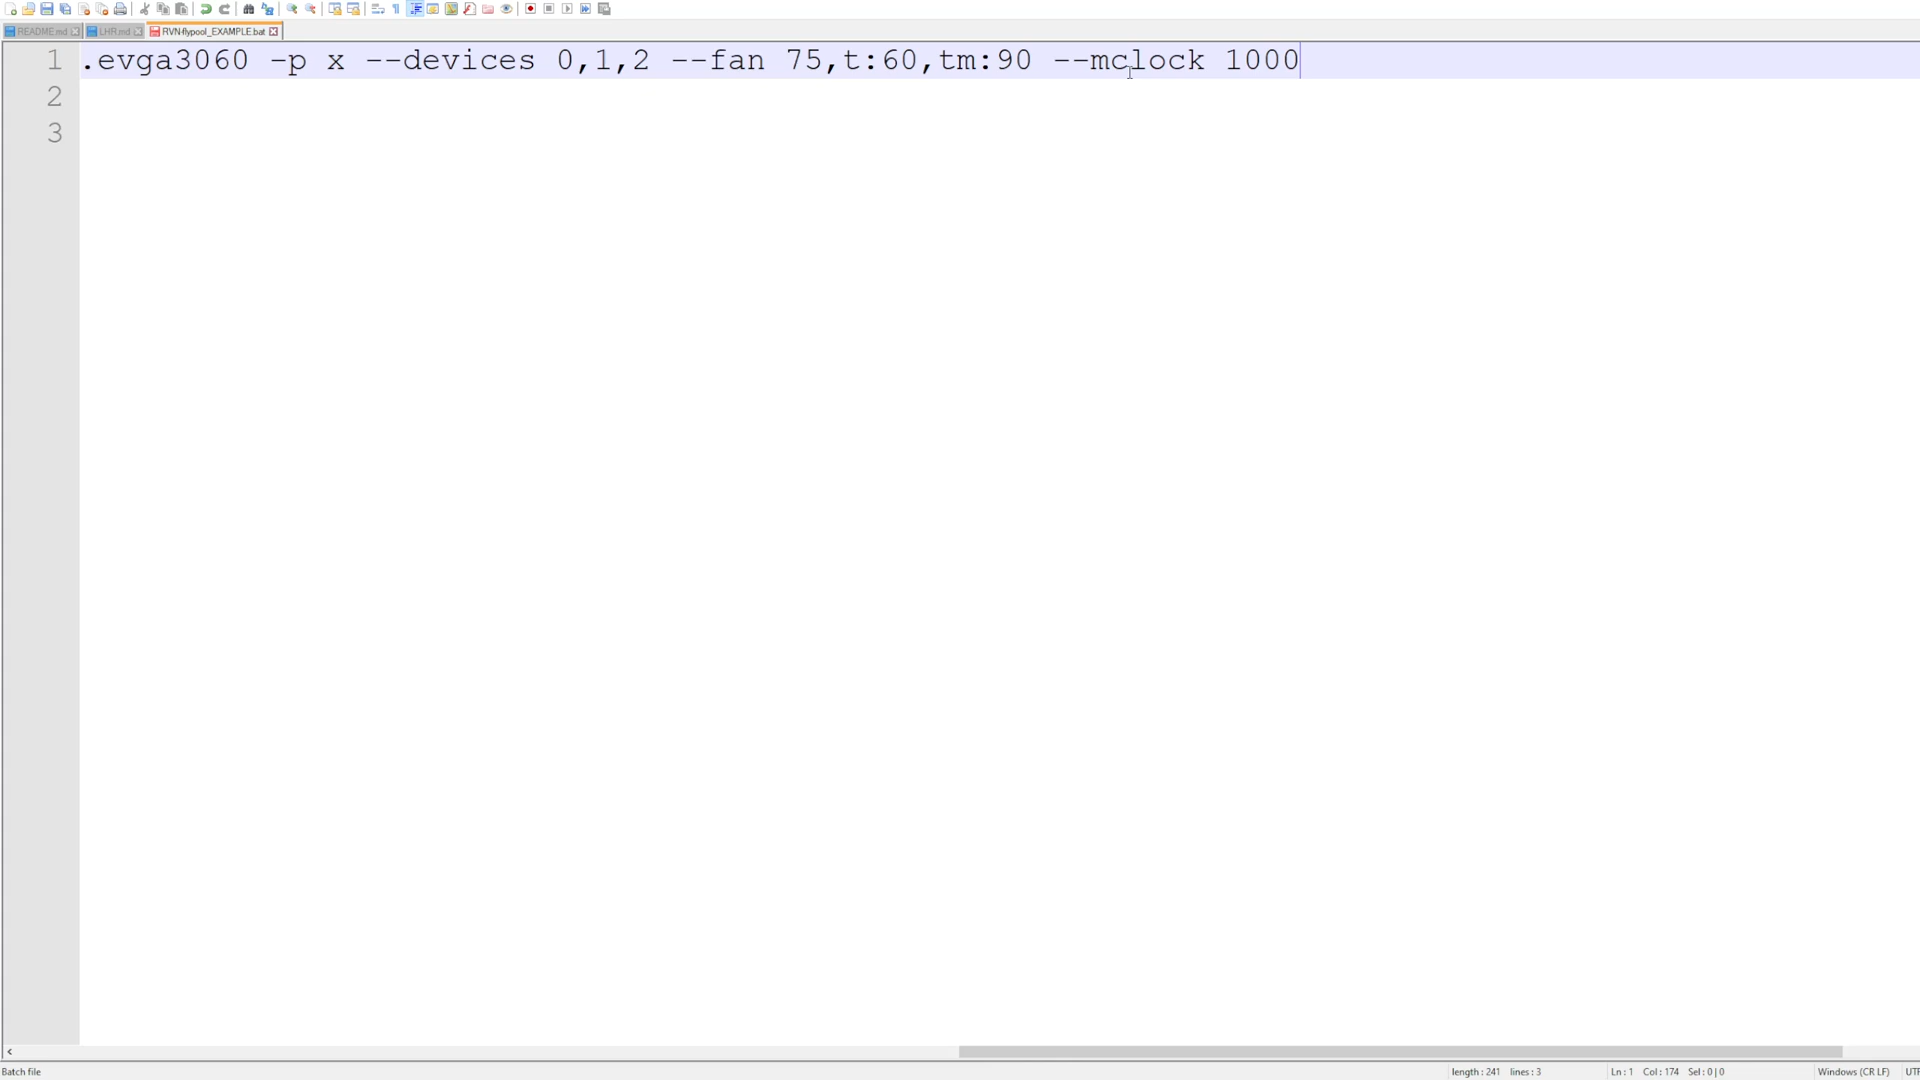 README.md LHR.md RVN-flypool_EXAMPLE.bat
1 .evga3060 -p x --devices 0,1,2 --fan 75,t:60,tm:90 --mclock 1000
2
3
Batch file length : 241 lines : 3 Ln : 1 Col : 174 Sel : 0 | 0 Windows (CR LF) UT